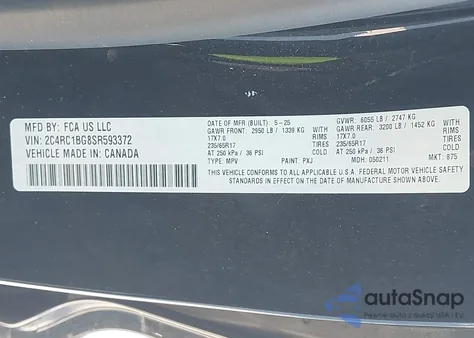 MFD BY: FCA US LLC
VIN: 2C4RC1BG8SR593372
VEHICLE MADE IN: CANADA
DATE OF MFR (BUILT): 5-25
GAWR FRONT: 2950 LB / 1339 KG
17X7.0
235/65R17
AT 250 kPa / 36 PSI
TYPE: MPV
PAINT: PXJ
RIMS
TIRES
COLD
GVWR: 6055 LB / 2747 KG
GAWR REAR: 3200 LB / 1452 KG
17X7.0
235/65R17
AT 250 kPa / 36 PSI
RIMS
TIRES
COLD
MDH: 050211
MKT: 875
THIS VEHICLE CONFORMS TO ALL APPLICABLE U.S.A. FEDERAL MOTOR VEHICLE
SAFETY STANDARDS IN EFFECT ON THE DATE OF MANUFACTURE SHOWN ABOVE.
autoSnap